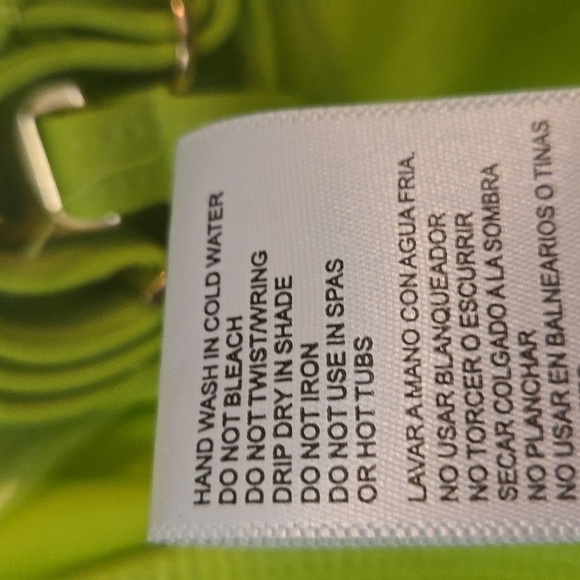 HAND WASH IN COLD WATER
DO NOT BLEACH
DO NOT TWIST/WRING
DRIP DRY IN SHADE
DO NOT IRON
DO NOT USE IN SPAS
OR HOT TUBS
LAVAR A MANO CON AGUA FRIA.
NO USAR BLANQUEADOR
NO TORCER O ESCURRIR
SECAR COLGADO A LA SOMBRA
NO PLANCHAR
NO USAR EN BALNEARIOS O TINAS